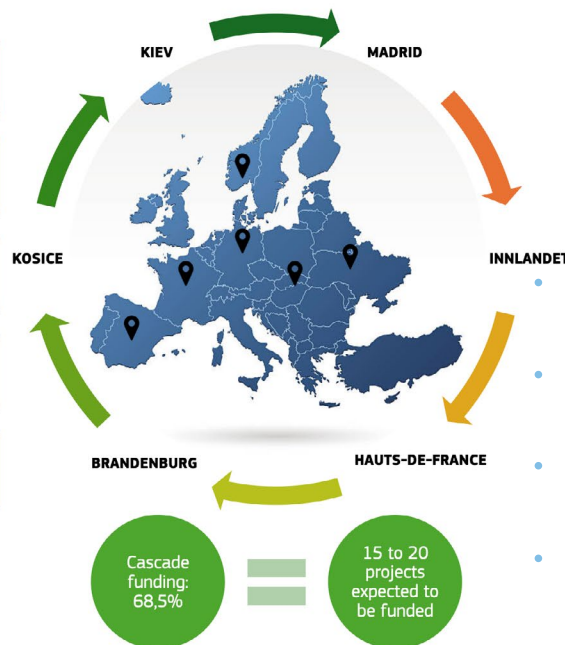 KIEV
MADRID
KOSICE
INNLANDET
BRANDENBURG
HAUTS-DE-FRANCE
Cascade
funding:
68,5%
15 to 20
projects
expected to
be funded